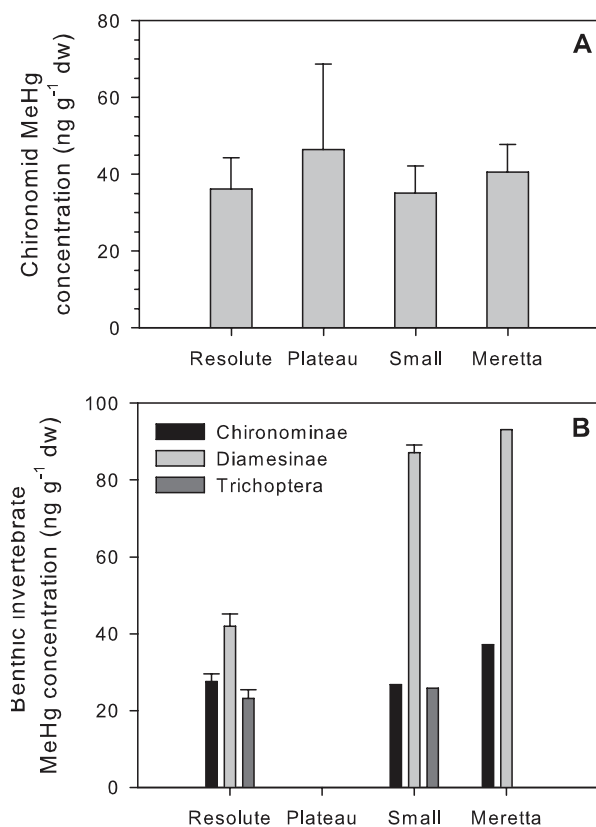 80
60
40
20
0
Chironomid MeHg
concentration (ng g⁻¹ dw)
A
Resolute Plateau Small Meretta
100
80
60
40
20
0
Benthic invertebrate
MeHg concentration (ng g⁻¹ dw)
B
Chironominae
Diamesinae
Trichoptera
Resolute Plateau Small Meretta